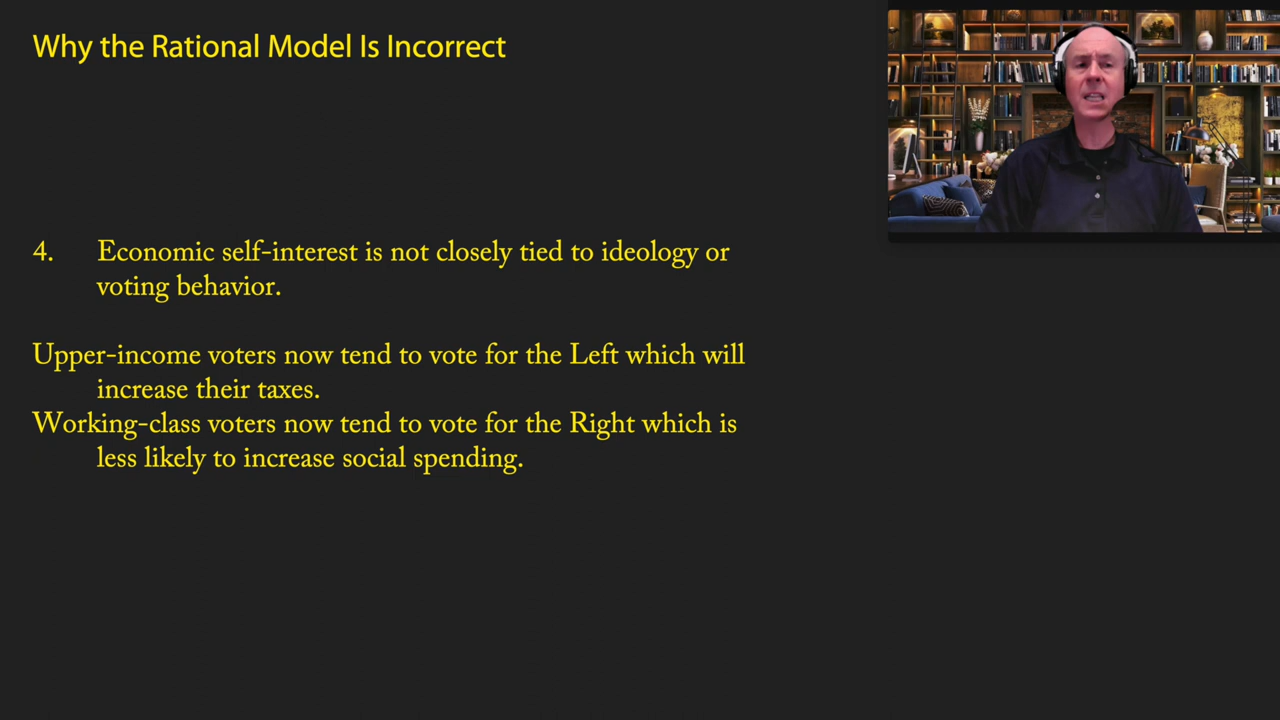 Why the Rational Model Is Incorrect
4. Economic self-interest is not closely tied to ideology or
voting behavior.
Upper-income voters now tend to vote for the Left which will
increase their taxes.
Working-class voters now tend to vote for the Right which is
less likely to increase social spending.